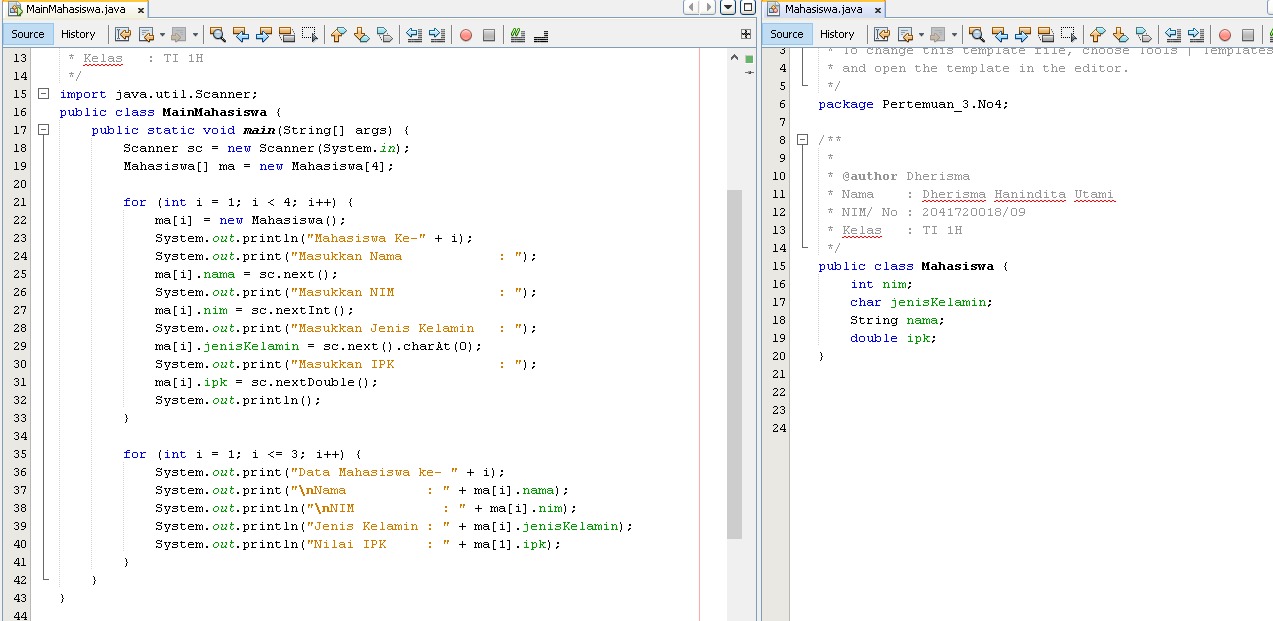 MainMahasiswa.java x
Source History
13 * Kelas   : TI 1H
14 */
15 import java.util.Scanner;
16 public class MainMahasiswa {
17     public static void main(String[] args) {
18         Scanner sc = new Scanner(System.in);
19         Mahasiswa[] ma = new Mahasiswa[4];
20
21         for (int i = 1; i < 4; i++) {
22             ma[i] = new Mahasiswa();
23             System.out.println("Mahasiswa Ke-" + i);
24             System.out.print("Masukkan Nama            : ");
25             ma[i].nama = sc.next();
26             System.out.print("Masukkan NIM             : ");
27             ma[i].nim = sc.nextInt();
28             System.out.print("Masukkan Jenis Kelamin   : ");
29             ma[i].jenisKelamin = sc.next().charAt(0);
30             System.out.print("Masukkan IPK             : ");
31             ma[i].ipk = sc.nextDouble();
32             System.out.println();
33         }
34
35         for (int i = 1; i <= 3; i++) {
36             System.out.print("Data Mahasiswa ke- " + i);
37             System.out.print("\nNama          : " + ma[i].nama);
38             System.out.println("\nNIM           : " + ma[i].nim);
39             System.out.println("Jenis Kelamin : " + ma[i].jenisKelamin);
40             System.out.println("Nilai IPK     : " + ma[1].ipk);
41         }
42     }
43 }
44
Mahasiswa.java x
Source History
3 * To change this template file, choose Tools | Templates
4 * and open the template in the editor.
5 */
6 package Pertemuan_3.No4;
7
8 /**
9 *
10 * @author Dherisma
11 * Nama    : Dherisma Hanindita Utami
12 * NIM/ No : 2041720018/09
13 * Kelas   : TI 1H
14 */
15 public class Mahasiswa {
16     int nim;
17     char jenisKelamin;
18     String nama;
19     double ipk;
20 }
21
22
23
24